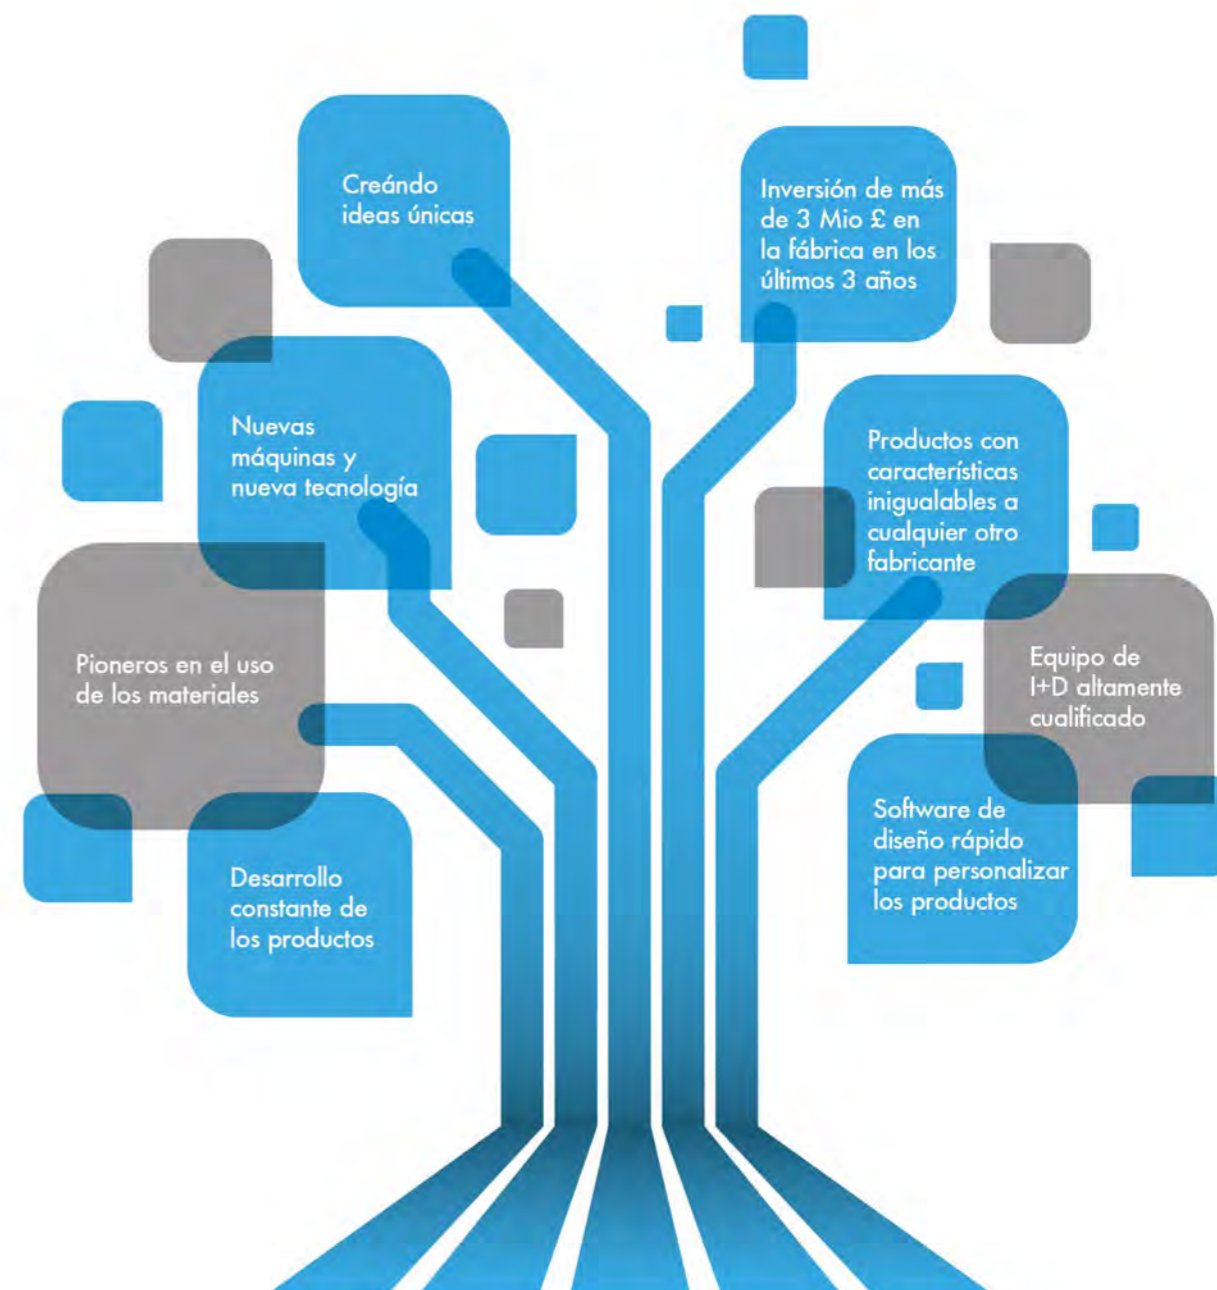 Creándo
ideas únicas
Inversión de más
de 3 Mio £ en
la fábrica en los
últimos 3 años
Nuevas
máquinas y
nueva tecnología
Productos con
característícas
inigualables a
cualquier otro
fabricante
Pioneros en el uso
de los materiales
Equipo de
I+D altamente
cualificado
Desarrollo
constante de
los productos
Software de
diseño rápido
para personalizar
los productos